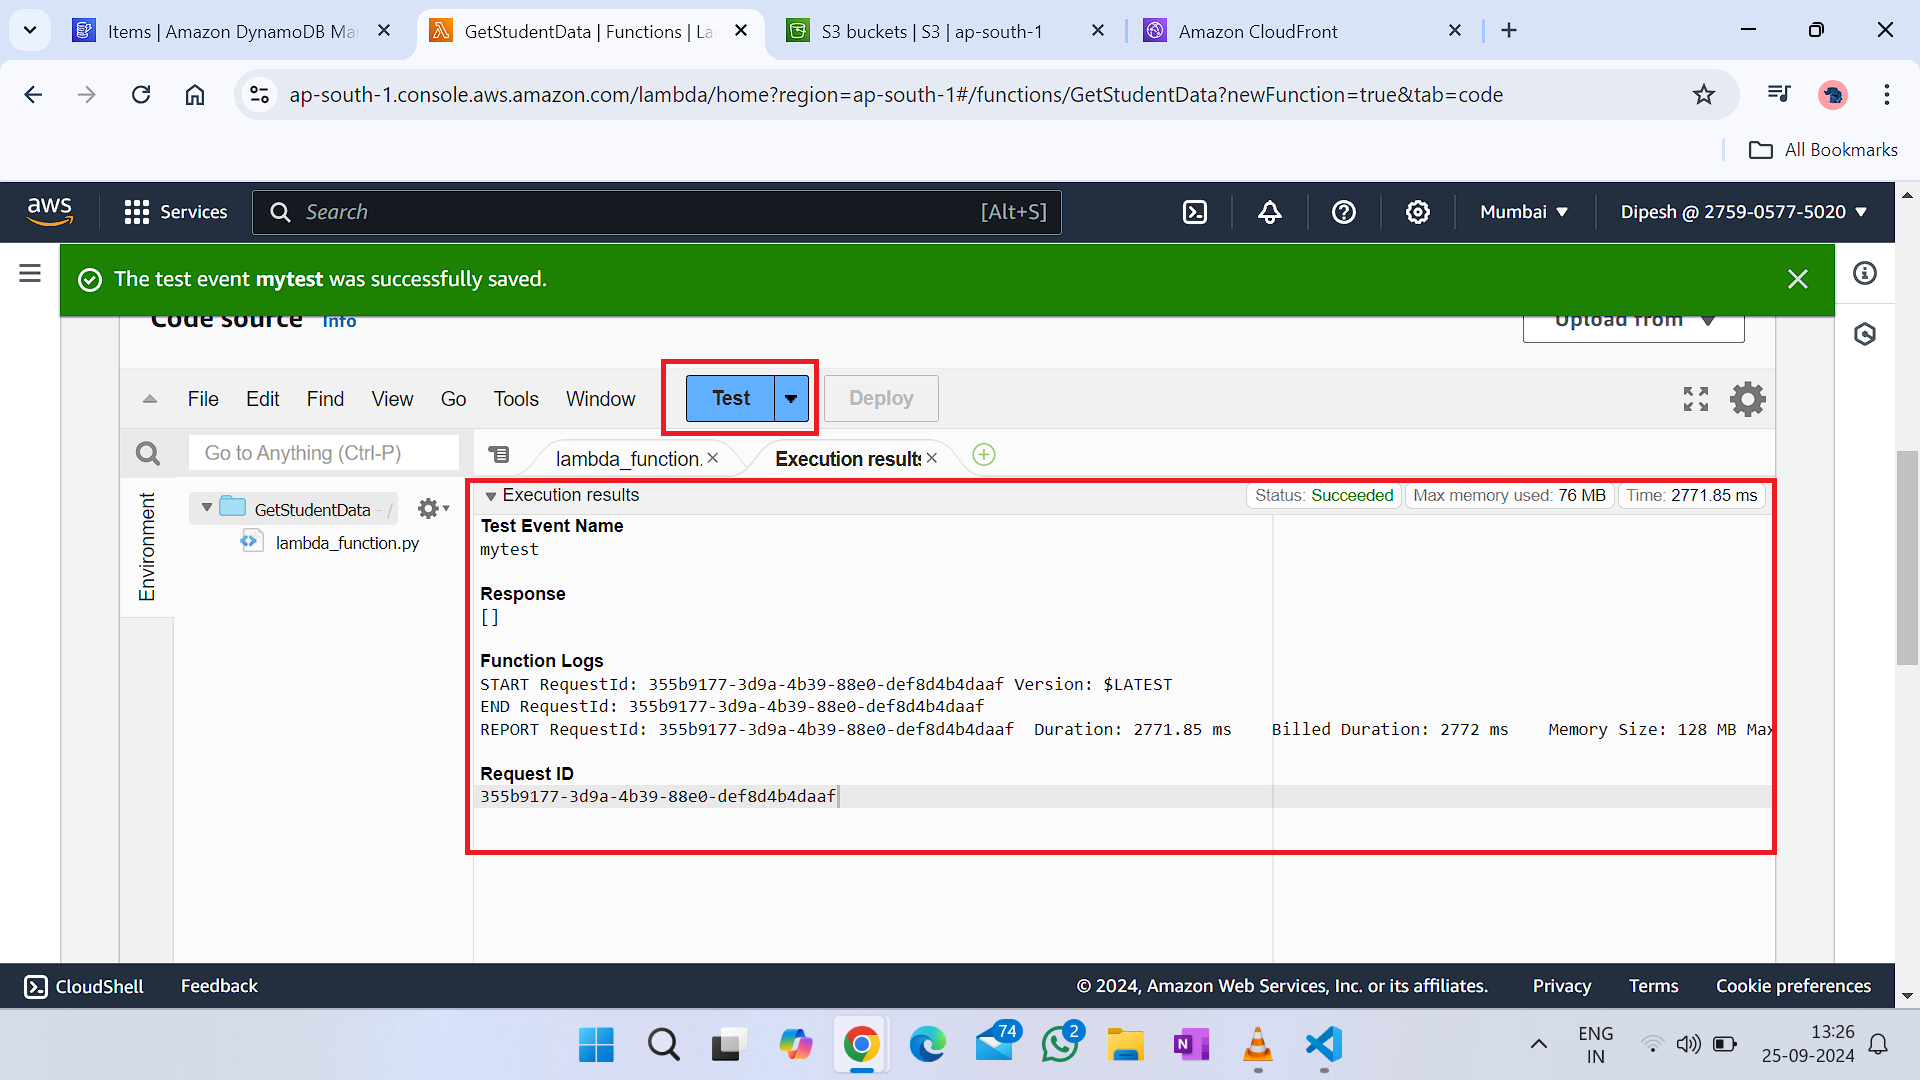 Items | Amazon DynamoDB Ma
GetStudentData | Functions | La
S3 buckets | S3 | ap-south-1
Amazon CloudFront
ap-south-1.console.aws.amazon.com/lambda/home?region=ap-south-1#/functions/GetStudentData?newFunction=true&tab=code
All Bookmarks
aws
Services
Search
[Alt+S]
Mumbai
Dipesh @ 2759-0577-5020
The test event mytest was successfully saved.
Code source Info
Upload from
File Edit Find View Go Tools Window
Test
Deploy
Go to Anything (Ctrl-P)
lambda_function.
Execution results
Environment
GetStudentData - /
lambda_function.py
Execution results
Status: Succeeded
Max memory used: 76 MB
Time: 2771.85 ms
Test Event Name
mytest
Response
[]
Function Logs
START RequestId: 355b9177-3d9a-4b39-88e0-def8d4b4daaf Version: $LATEST
END RequestId: 355b9177-3d9a-4b39-88e0-def8d4b4daaf
REPORT RequestId: 355b9177-3d9a-4b39-88e0-def8d4b4daaf Duration: 2771.85 ms Billed Duration: 2772 ms Memory Size: 128 MB Max
Request ID
355b9177-3d9a-4b39-88e0-def8d4b4daaf
CloudShell
Feedback
© 2024, Amazon Web Services, Inc. or its affiliates.
Privacy
Terms
Cookie preferences
74
2
N
ENG
IN
13:26
25-09-2024